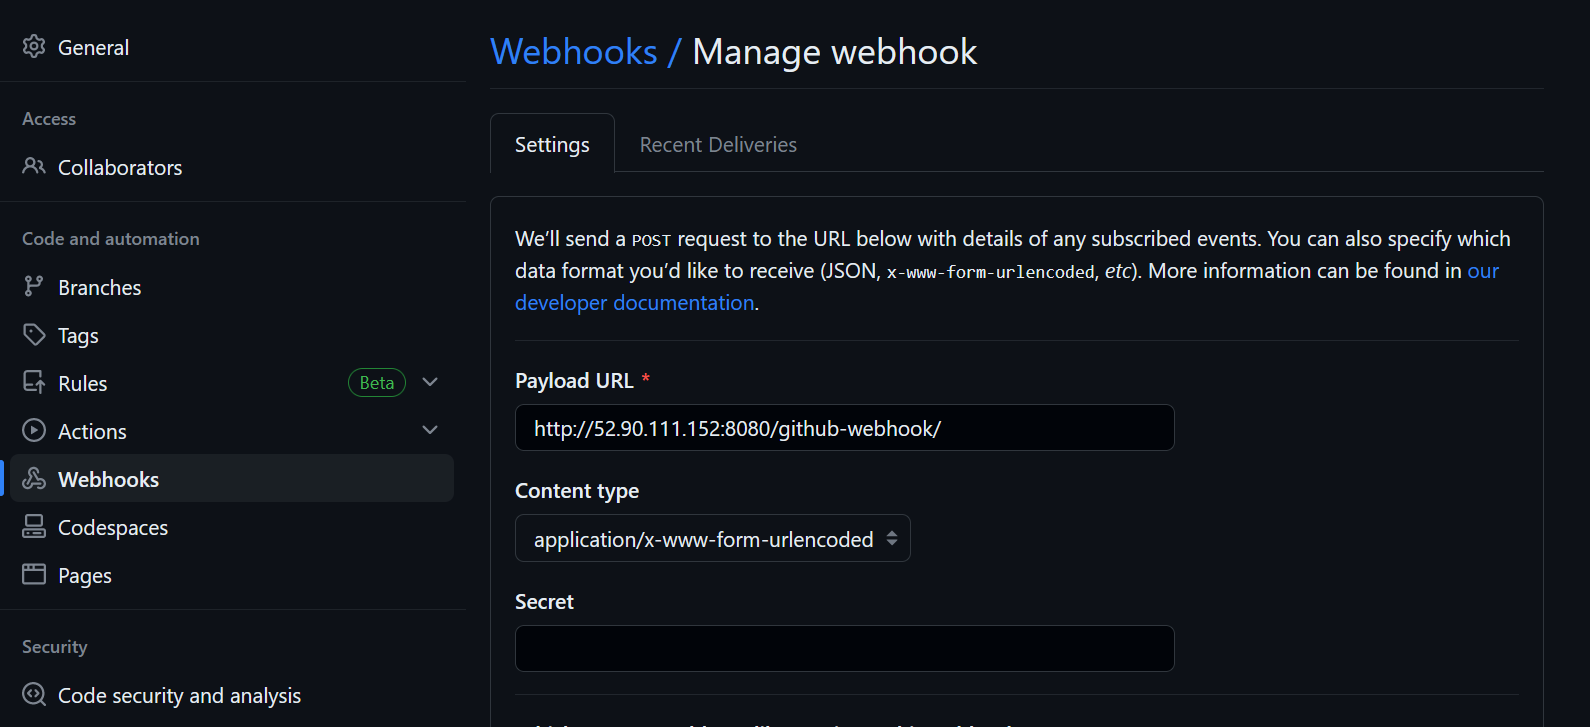 General
Access
Collaborators
Code and automation
Branches
Tags
Rules Beta
Actions
Webhooks
Codespaces
Pages
Security
Code security and analysis
Webhooks / Manage webhook
Settings Recent Deliveries
We’ll send a POST request to the URL below with details of any subscribed events. You can also specify which
data format you’d like to receive (JSON, x-www-form-urlencoded, etc). More information can be found in our
developer documentation.
Payload URL *
http://52.90.111.152:8080/github-webhook/
Content type
application/x-www-form-urlencoded
Secret